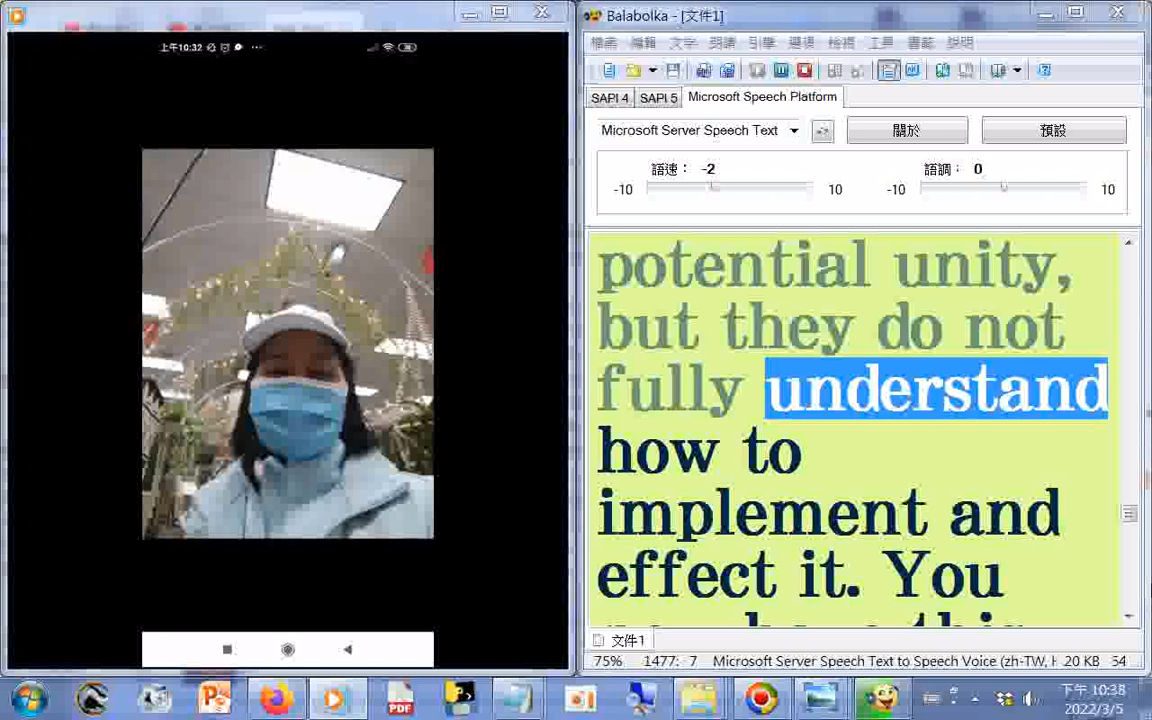 上午10:32
Balabolka - [文件1]
檔案 編輯 文字 閱讀 引擎 選項 檢視 工具 書籤 說明
SAPI 4 SAPI 5 Microsoft Speech Platform
Microsoft Server Speech Text 關於 預設
語速： -2 語調： 0
-10 10 -10 10
potential unity,
but they do not
fully understand
how to
implement and
effect it. You
文件1
75% 1477: 7 Microsoft Server Speech Text to Speech Voice (zh-TW, H 20 KB 54
PDF
下午 10:38
2022/3/5